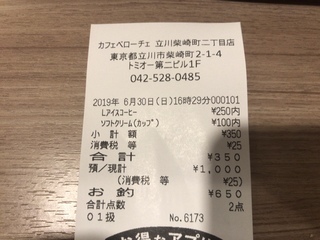 カフェベローチェ 立川柴崎町二丁目店
東京都立川市柴崎町2-1-4
トミオー第二ビル1F
042-528-0485
2019年 6月30日(日)16時29分000101
Lアイスコーヒー ¥250内
ソフトクリーム(カップ) ¥100内
小 計 額 ¥350
消費税 等 ¥25)
合 計 ¥350
預/現計 ¥1,000
(消費税 等 ¥25)
お 釣 ¥650
合計点数 2点
01扱 No.6173
お得なアプリ